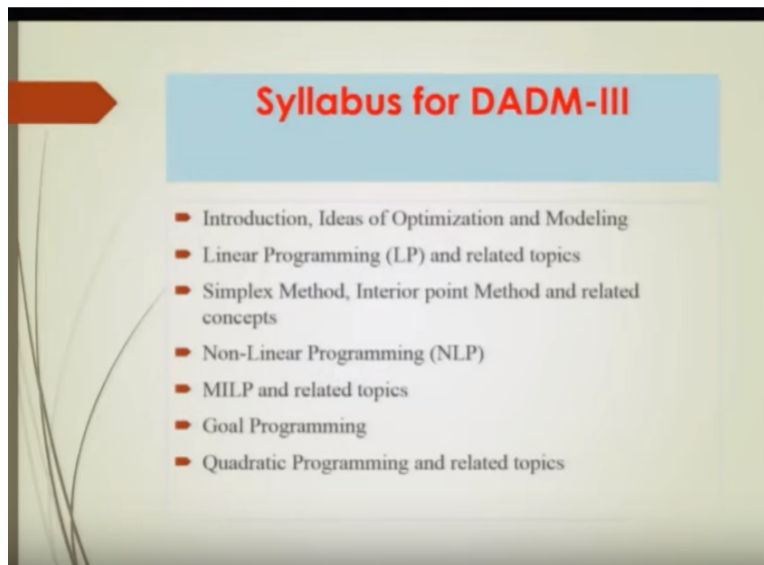 Syllabus for DADM-III
Introduction, Ideas of Optimization and Modeling
Linear Programming (LP) and related topics
Simplex Method, Interior point Method and related
concepts
Non-Linear Programming (NLP)
MILP and related topics
Goal Programming
Quadratic Programming and related topics